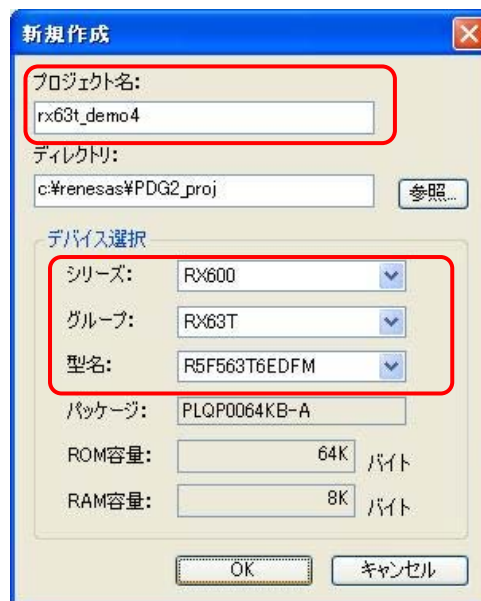 新規作成
プロジェクト名:
rx63t_demo4
ディレクトリ:
c:¥renesas¥PDG2_proj
参照...
デバイス選択
シリーズ: RX600
グループ: RX63T
型名: R5F563T6EDFM
パッケージ: PLQP0064KB-A
ROM容量: 64K バイト
RAM容量: 8K バイト
OK キャンセル